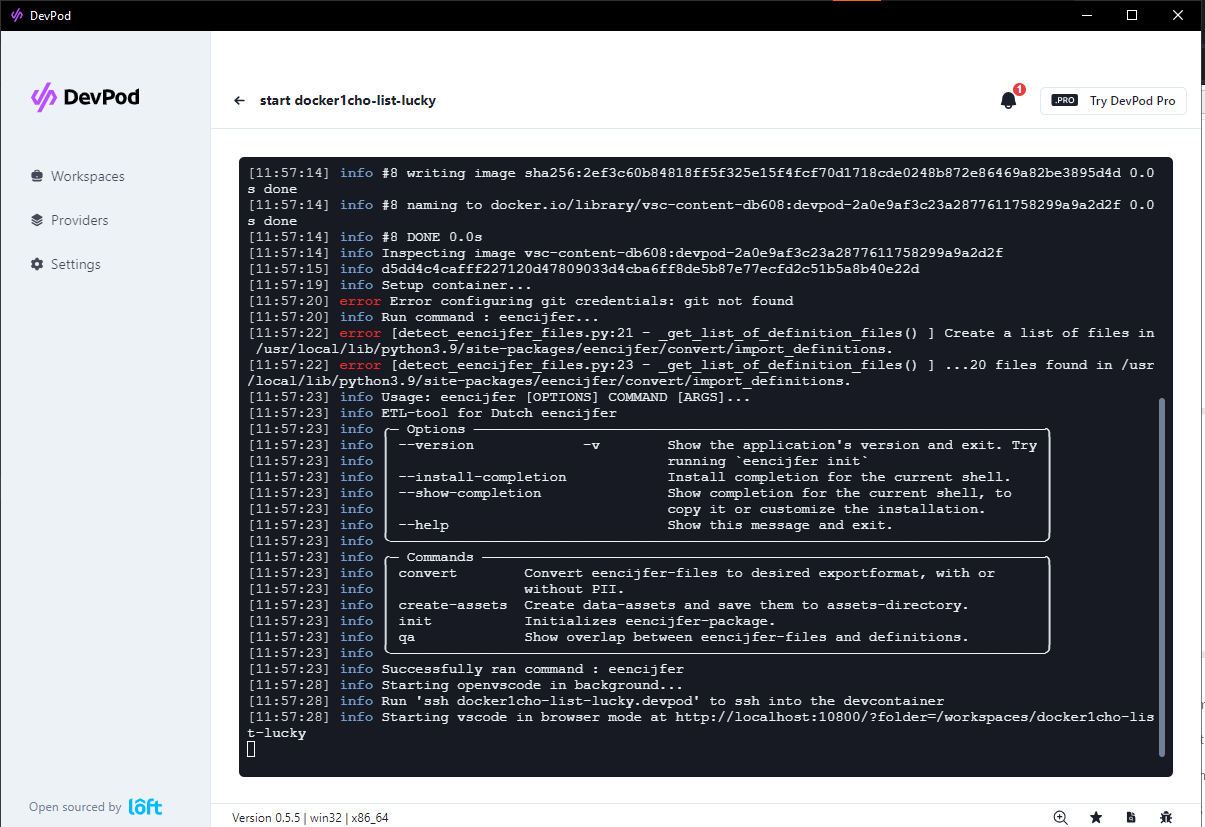 DevPod
DevPod
start docker1cho-list-lucky
1
.PRO Try DevPod Pro
Workspaces
Providers
Settings
[11:57:14] info #8 writing image sha256:2ef3c60b84818ff5f325e15f4fcf70d1718cde0248b872e86469a82be3895d4d 0.0
s done
[11:57:14] info #8 naming to docker.io/library/vsc-content-db608:devpod-2a0e9af3c23a2877611758299a9a2d2f 0.0
s done
[11:57:14] info #8 DONE 0.0s
[11:57:14] info Inspecting image vsc-content-db608:devpod-2a0e9af3c23a2877611758299a9a2d2f
[11:57:15] info d5dd4c4cafff227120d47809033d4cba6ff8de5b87e77ecfd2c51b5a8b40e22d
[11:57:19] info Setup container...
[11:57:20] error Error configuring git credentials: git not found
[11:57:20] info Run command : eencijfer...
[11:57:22] error [detect_eencijfer_files.py:21 - _get_list_of_definition_files() ] Create a list of files in
/usr/local/lib/python3.9/site-packages/eencijfer/convert/import_definitions.
[11:57:22] error [detect_eencijfer_files.py:23 - _get_list_of_definition_files() ] ...20 files found in /usr
/local/lib/python3.9/site-packages/eencijfer/convert/import_definitions.
[11:57:23] info Usage: eencijfer [OPTIONS] COMMAND [ARGS]...
[11:57:23] info ETL-tool for Dutch eencijfer
[11:57:23] info Options
[11:57:23] info --version -v Show the application's version and exit. Try
[11:57:23] info running `eencijfer init`
[11:57:23] info --install-completion Install completion for the current shell.
[11:57:23] info --show-completion Show completion for the current shell, to
[11:57:23] info copy it or customize the installation.
[11:57:23] info --help Show this message and exit.
[11:57:23] info
[11:57:23] info Commands
[11:57:23] info convert Convert eencijfer-files to desired exportformat, with or
[11:57:23] info without PII.
[11:57:23] info create-assets Create data-assets and save them to assets-directory.
[11:57:23] info init Initializes eencijfer-package.
[11:57:23] info qa Show overlap between eencijfer-files and definitions.
[11:57:23] info
[11:57:23] info Successfully ran command : eencijfer
[11:57:28] info Starting openvscode in background...
[11:57:28] info Run 'ssh docker1cho-list-lucky.devpod' to ssh into the devcontainer
[11:57:28] info Starting vscode in browser mode at http://localhost:10800/?folder=/workspaces/docker1cho-lis
t-lucky
Open sourced by lôft
Version 0.5.5 | win32 | x86_64